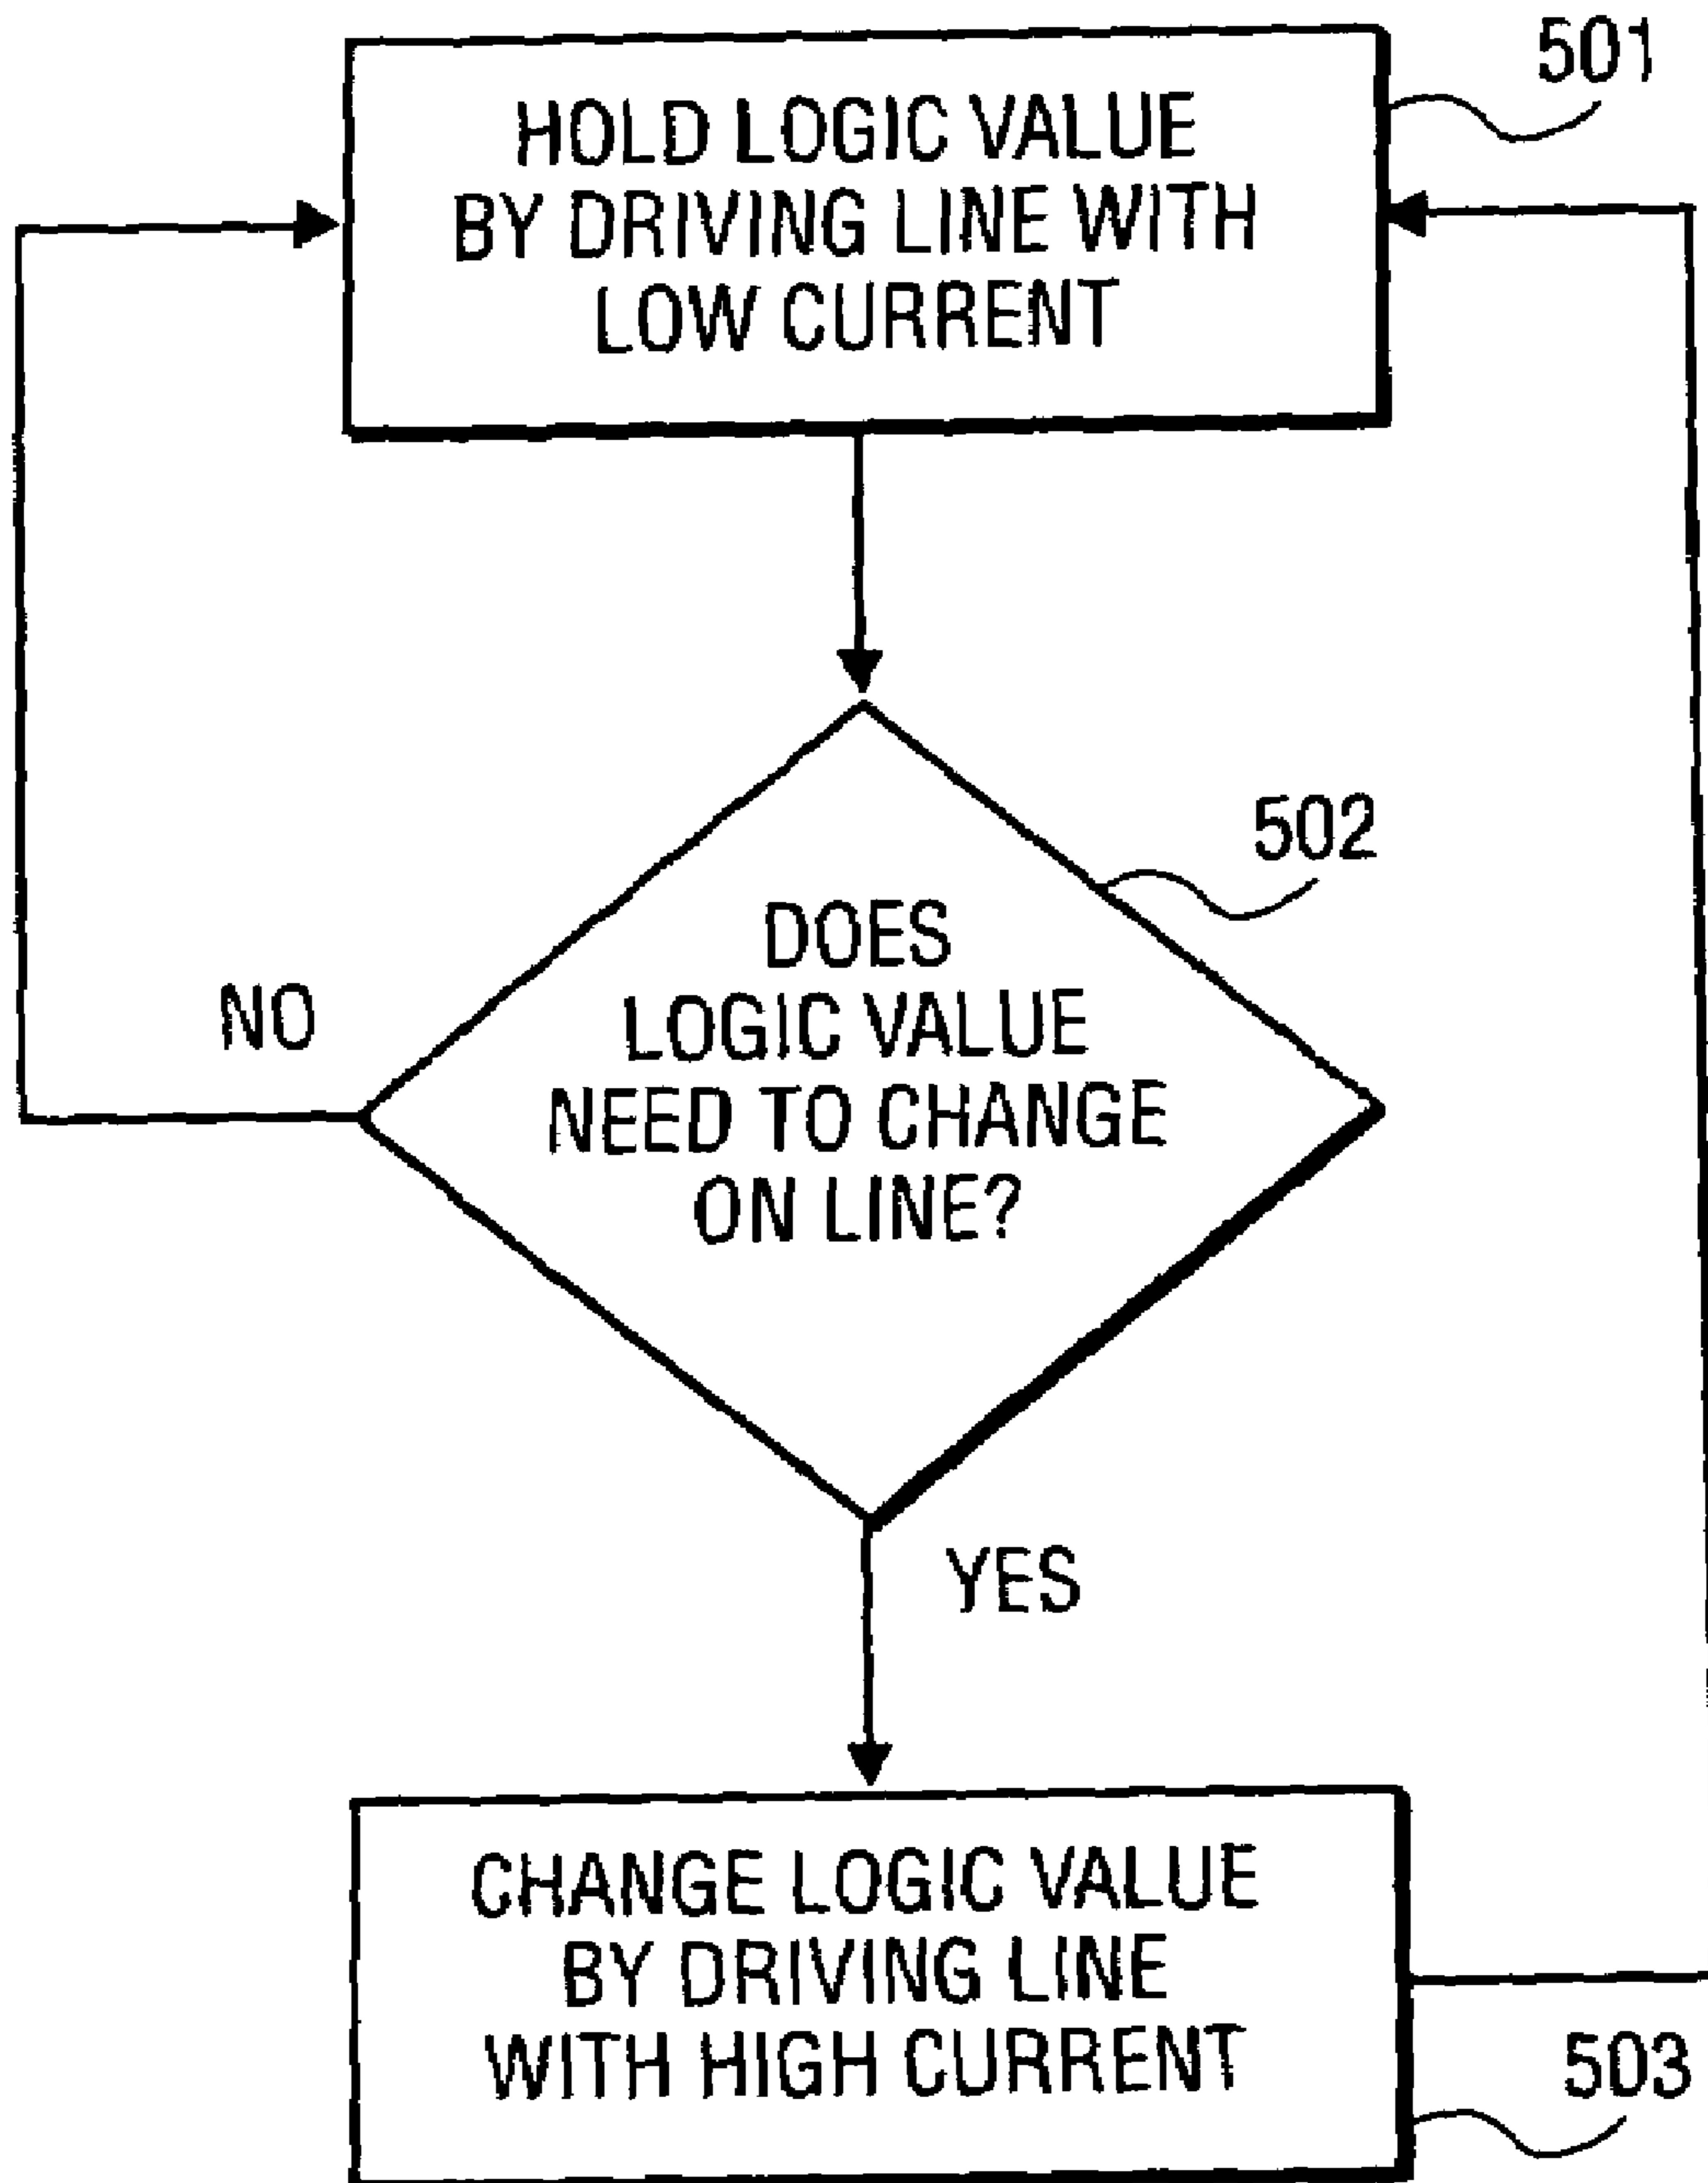 501
HOLD LOGIC VALUE
BY DRIVING LINE WITH
LOW CURRENT
502
DOES
LOGIC VALUE
NEED TO CHANGE
ON LINE?
NO
YES
CHANGE LOGIC VALUE
BY DRIVING LINE
WITH HIGH CURRENT
503